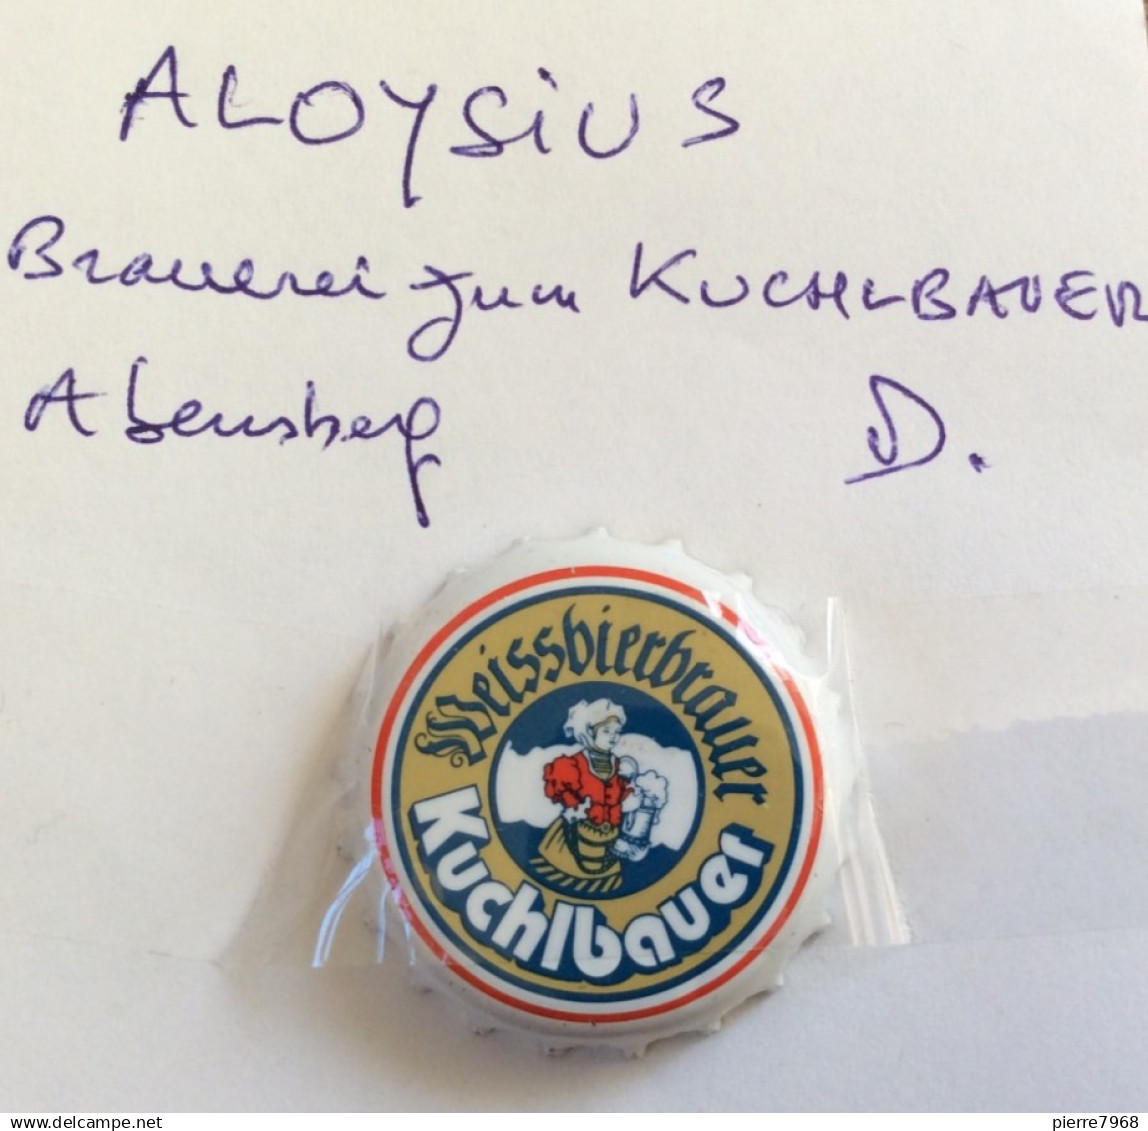 ALOYSIUS
Brauerei zum KUCHLBAUER
Abensberg D.
Weissbierbrauer
Kuchlbauer
www.delcampe.net
pierre7968